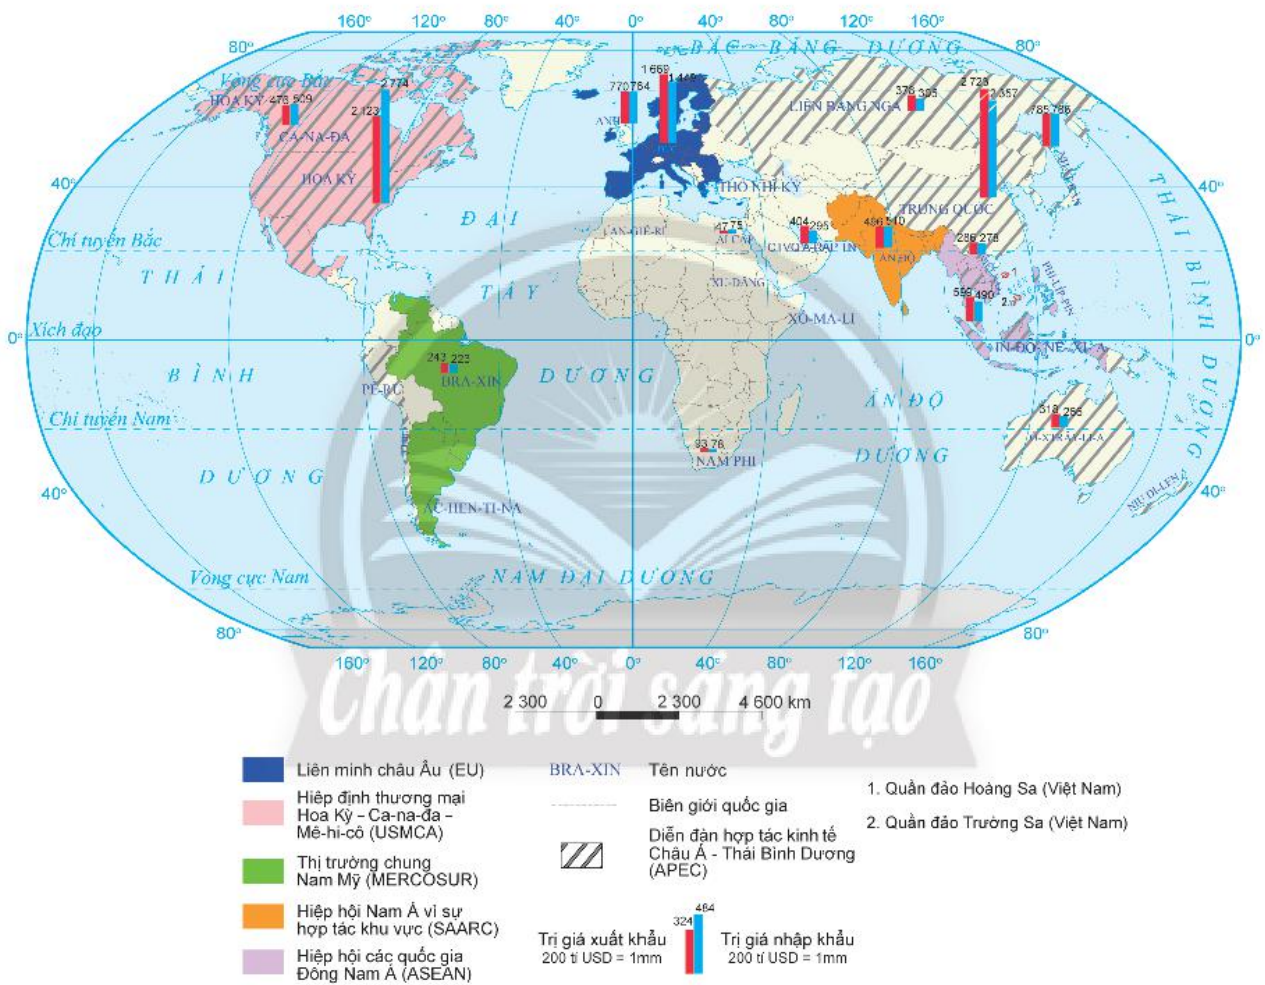 160° 120° 80° 40° 0° 40° 80° 120° 160°
80° BẮC BĂNG DƯƠNG 80°
Vòng cực Bắc
HOA KỲ
476 509
2 774
2 123
CA-NA-ĐA
HOA KỲ
770 764
ANH
1 669
LIÊN BANG NGA
2 723
2 357
785 786
40° 40°
THỔ NHĨ KỲ
TRUNG QUỐC
ĐẠI
TÂY
DƯƠNG
Chí tuyến Bắc
THÁI
BÌNH
DƯƠNG
AN-GIÊ-RI
47 75
AI CẬP
404 295
496 510
ẤN ĐỘ
286 278
1
2
PHI-LÍP-PIN
THÁI BÌNH DƯƠNG
XU-ĐĂNG
XÔ-MA-LI
490
IN-ĐÔ-NÊ-XI-A
0° Xích đạo 0°
243 223
BRA-XIN
PÊ-RU
Chí tuyến Nam
ẤN ĐỘ
DƯƠNG
93 78
NAM PHI
Ô-XTRÂY-LI-A
NIU DI-LEN
40° 40°
AC-HEN-TI-NA
Vòng cực Nam
NAM ĐẠI DƯƠNG
80° 80°
160° 120° 80° 40° 0° 40° 80° 120° 160°
Chân trời sáng tạo
2 300 0 2 300 4 600 km
Liên minh châu Âu (EU)
Hiệp định thương mại
Hoa Kỳ – Ca-na-đa –
Mê-hi-cô (USMCA)
Thị trường chung
Nam Mỹ (MERCOSUR)
Hiệp hội Nam Á vì sự
hợp tác khu vực (SAARC)
Hiệp hội các quốc gia
Đông Nam Á (ASEAN)
BRA-XIN Tên nước
Biên giới quốc gia
Diễn đàn hợp tác kinh tế
Châu Á - Thái Bình Dương
(APEC)
484
324
Trị giá xuất khẩu
200 tỉ USD = 1mm
Trị giá nhập khẩu
200 tỉ USD = 1mm
1. Quần đảo Hoàng Sa (Việt Nam)
2. Quần đảo Trường Sa (Việt Nam)